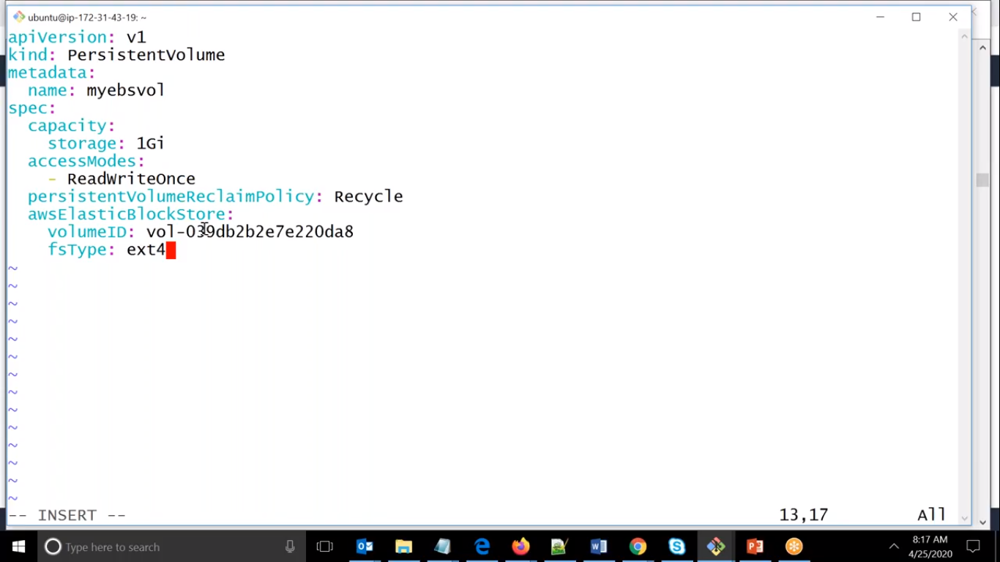 ubuntu@ip-172-31-43-19: ~
apiVersion: v1
kind: PersistentVolume
metadata:
  name: myebsvol
spec:
  capacity:
    storage: 1Gi
  accessModes:
    - ReadWriteOnce
  persistentVolumeReclaimPolicy: Recycle
  awsElasticBlockStore:
    volumeID: vol-039db2b2e7e220da8
    fsType: ext4
~
~
~
~
~
~
~
~
~
~
~
~
~
~
-- INSERT -- 13,17 All
Type here to search 8:17 AM
4/25/2020